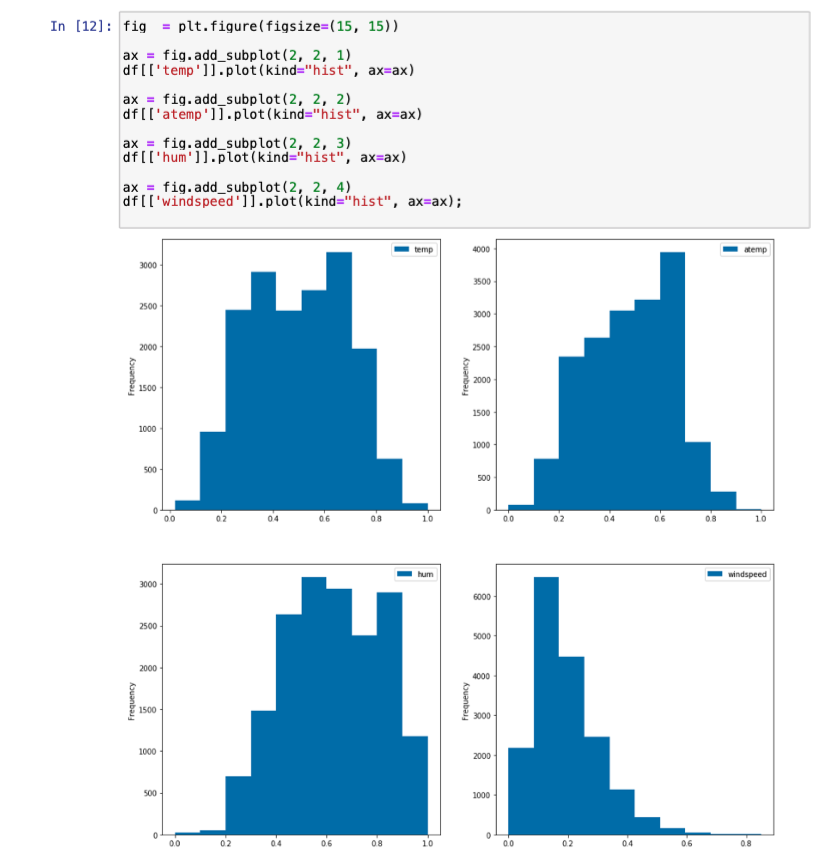 In [12]: fig  = plt.figure(figsize=(15, 15))
ax = fig.add_subplot(2, 2, 1)
df[['temp']].plot(kind="hist", ax=ax)
ax = fig.add_subplot(2, 2, 2)
df[['atemp']].plot(kind="hist", ax=ax)
ax = fig.add_subplot(2, 2, 3)
df[['hum']].plot(kind="hist", ax=ax)
ax = fig.add_subplot(2, 2, 4)
df[['windspeed']].plot(kind="hist", ax=ax);
temp
3000
2500
2000
1500
1000
500
0
Frequency
0.0 0.2 0.4 0.6 0.8 1.0
atemp
4000
3500
3000
2500
2000
1500
1000
500
0
Frequency
0.0 0.2 0.4 0.6 0.8 1.0
hum
3000
2500
2000
1500
1000
500
0
Frequency
0.0 0.2 0.4 0.6 0.8 1.0
windspeed
6000
5000
4000
3000
2000
1000
0
Frequency
0.0 0.2 0.4 0.6 0.8